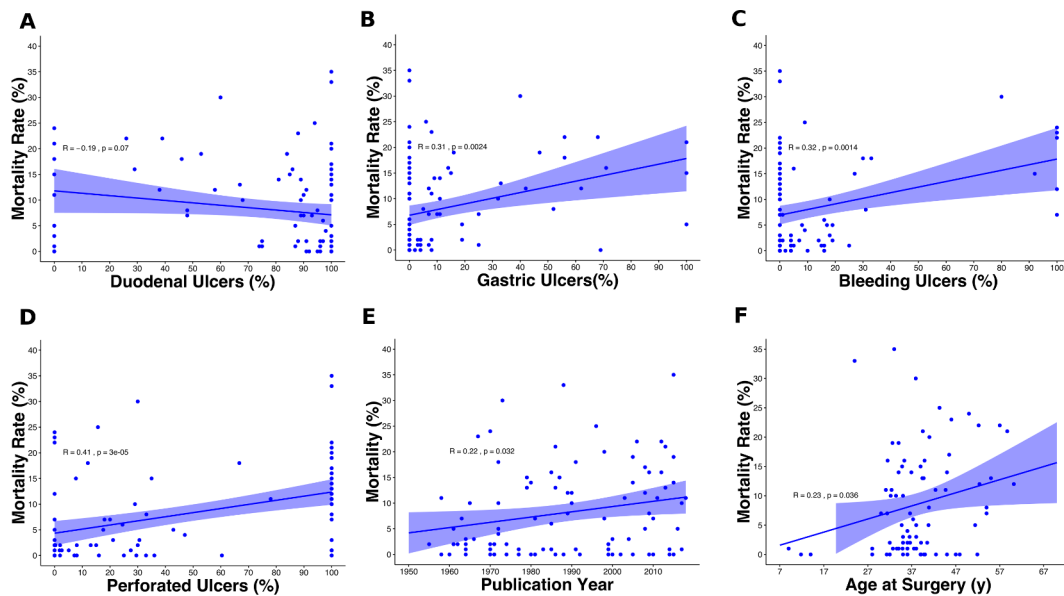 A
Mortality Rate (%)
40
35
30
25
20
15
10
5
0
R = −0.19 , p = 0.07
0 10 20 30 40 50 60 70 80 90 100
Duodenal Ulcers (%)
B
Mortality Rate (%)
40
35
30
25
20
15
10
5
0
R = 0.31 , p = 0.0024
0 10 20 30 40 50 60 70 80 90 100
Gastric Ulcers(%)
C
Mortality Rate (%)
40
35
30
25
20
15
10
5
0
R = 0.32 , p = 0.0014
0 10 20 30 40 50 60 70 80 90 100
Bleeding Ulcers (%)
D
Mortality Rate (%)
40
35
30
25
20
15
10
5
0
R = 0.41 , p = 3e-05
0 10 20 30 40 50 60 70 80 90 100
Perforated Ulcers (%)
E
Mortality (%)
40
35
30
25
20
15
10
5
0
R = 0.22 , p = 0.032
1950 1960 1970 1980 1990 2000 2010
Publication Year
F
Mortality (%)
40
35
30
25
20
15
10
5
0
R = 0.23 , p = 0.036
7 17 27 37 47 57 67
Age at Surgery (y)